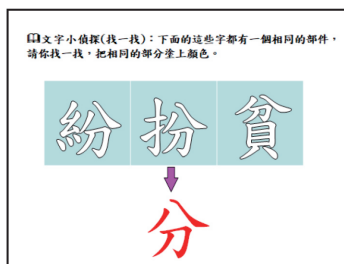 文字小偵探(找一找)：下面的這些字都有一個相同的部件，
請你找一找，把相同的部分塗上顏色。
紛扮貧
分